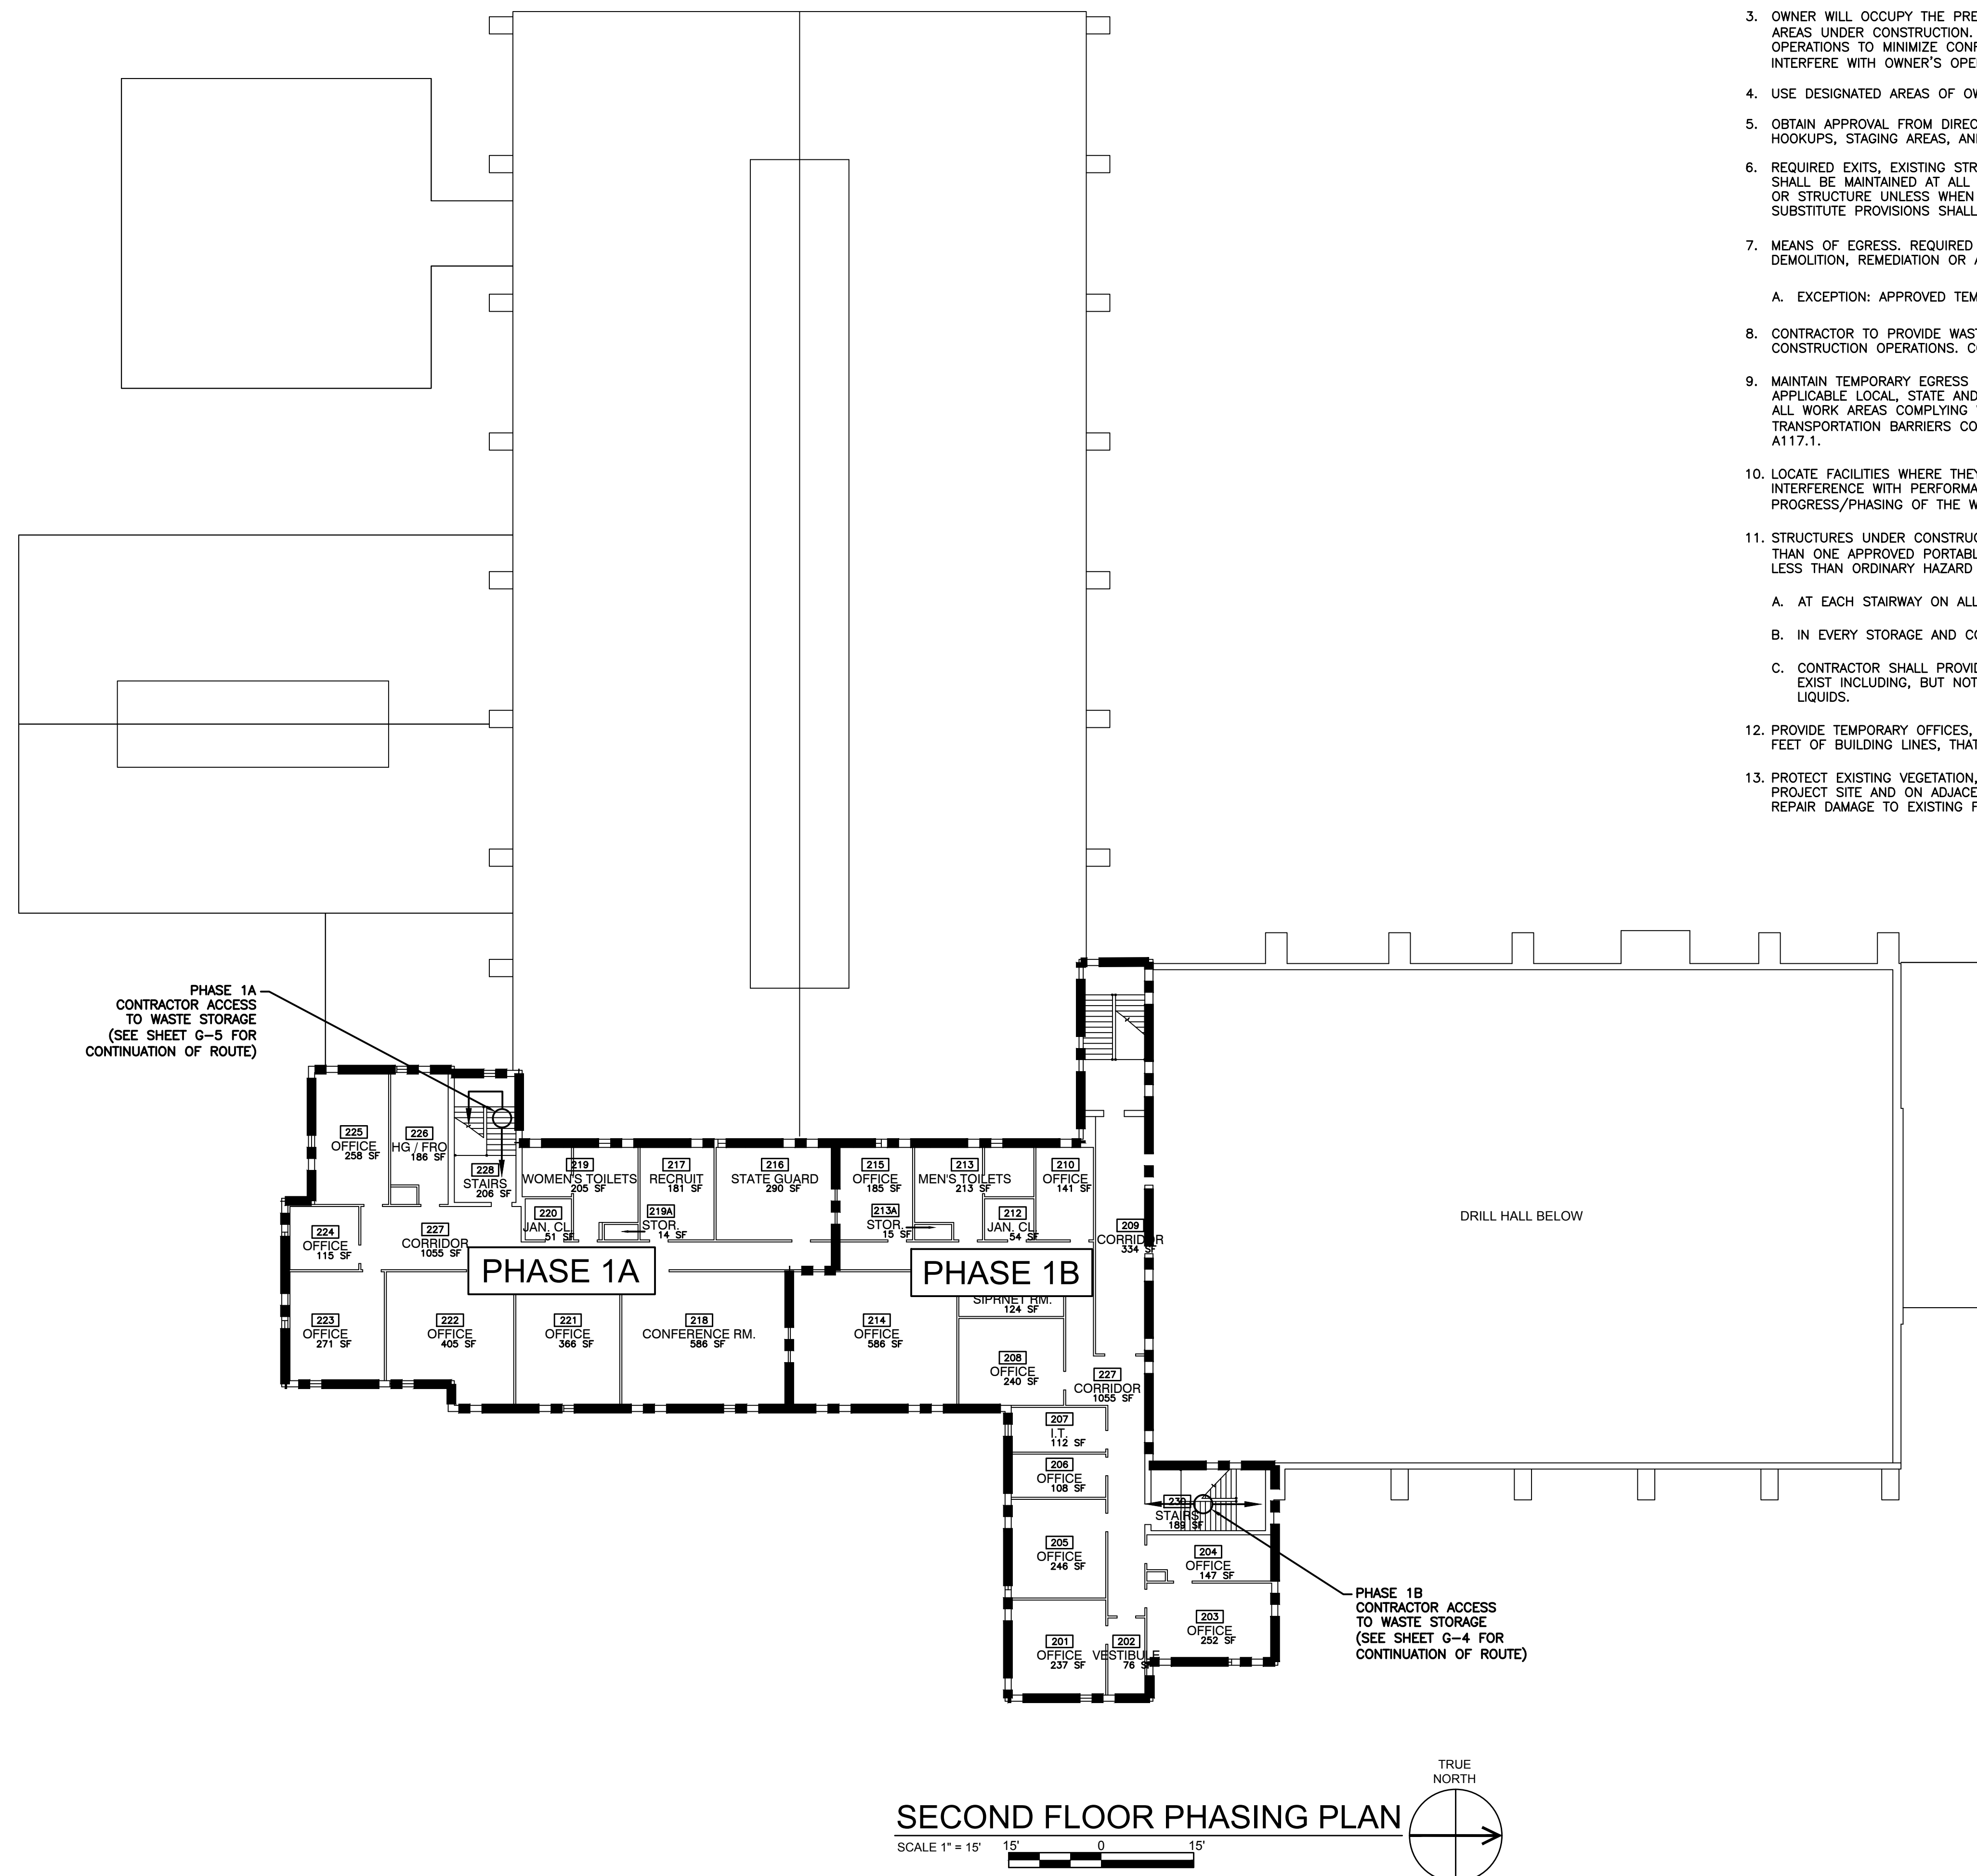 3. OWNER WILL OCCUPY THE PRE
AREAS UNDER CONSTRUCTION.
OPERATIONS TO MINIMIZE CONF
INTERFERE WITH OWNER'S OPE
4. USE DESIGNATED AREAS OF OW
5. OBTAIN APPROVAL FROM DIREC
HOOKUPS, STAGING AREAS, AN
6. REQUIRED EXITS, EXISTING STR
SHALL BE MAINTAINED AT ALL
OR STRUCTURE UNLESS WHEN
SUBSTITUTE PROVISIONS SHALL
7. MEANS OF EGRESS. REQUIRED
DEMOLITION, REMEDIATION OR A
A. EXCEPTION: APPROVED TEM
8. CONTRACTOR TO PROVIDE WAST
CONSTRUCTION OPERATIONS. CO
9. MAINTAIN TEMPORARY EGRESS
APPLICABLE LOCAL, STATE AND
ALL WORK AREAS COMPLYING
TRANSPORTATION BARRIERS CO
A117.1.
10. LOCATE FACILITIES WHERE THEY
INTERFERENCE WITH PERFORMA
PROGRESS/PHASING OF THE W
11. STRUCTURES UNDER CONSTRUC
THAN ONE APPROVED PORTABL
LESS THAN ORDINARY HAZARD
A. AT EACH STAIRWAY ON ALL
B. IN EVERY STORAGE AND CO
C. CONTRACTOR SHALL PROVID
EXIST INCLUDING, BUT NOT
LIQUIDS.
12. PROVIDE TEMPORARY OFFICES,
FEET OF BUILDING LINES, THAT
13. PROTECT EXISTING VEGETATION,
PROJECT SITE AND ON ADJACE
REPAIR DAMAGE TO EXISTING F
PHASE 1A
CONTRACTOR ACCESS
TO WASTE STORAGE
(SEE SHEET G-5 FOR
CONTINUATION OF ROUTE)
225
OFFICE
258 SF
226
HG / FRO
186 SF
228
STAIRS
206 SF
219
WOMEN'S TOILETS
205 SF
217
RECRUIT
181 SF
216
STATE GUARD
290 SF
215
OFFICE
185 SF
213
MEN'S TOILETS
213 SF
210
OFFICE
141 SF
224
OFFICE
115 SF
227
CORRIDOR
1055 SF
220
JAN. CL
51 SF
219A
STOR.
14 SF
213A
STOR.
15 SF
212
JAN. CL
54 SF
209
CORRIDOR
334 SF
DRILL HALL BELOW
PHASE 1A
PHASE 1B
SIPRNET RM.
124 SF
223
OFFICE
271 SF
222
OFFICE
405 SF
221
OFFICE
366 SF
218
CONFERENCE RM.
586 SF
214
OFFICE
586 SF
208
OFFICE
240 SF
227
CORRIDOR
1055 SF
207
I.T.
112 SF
206
OFFICE
108 SF
230
STAIRS
189 SF
205
OFFICE
246 SF
204
OFFICE
147 SF
203
OFFICE
252 SF
201
OFFICE
237 SF
202
VESTIBULE
76 SF
PHASE 1B
CONTRACTOR ACCESS
TO WASTE STORAGE
(SEE SHEET G-4 FOR
CONTINUATION OF ROUTE)
TRUE
NORTH
SECOND FLOOR PHASING PLAN
SCALE 1" = 15'
15' 0 15'